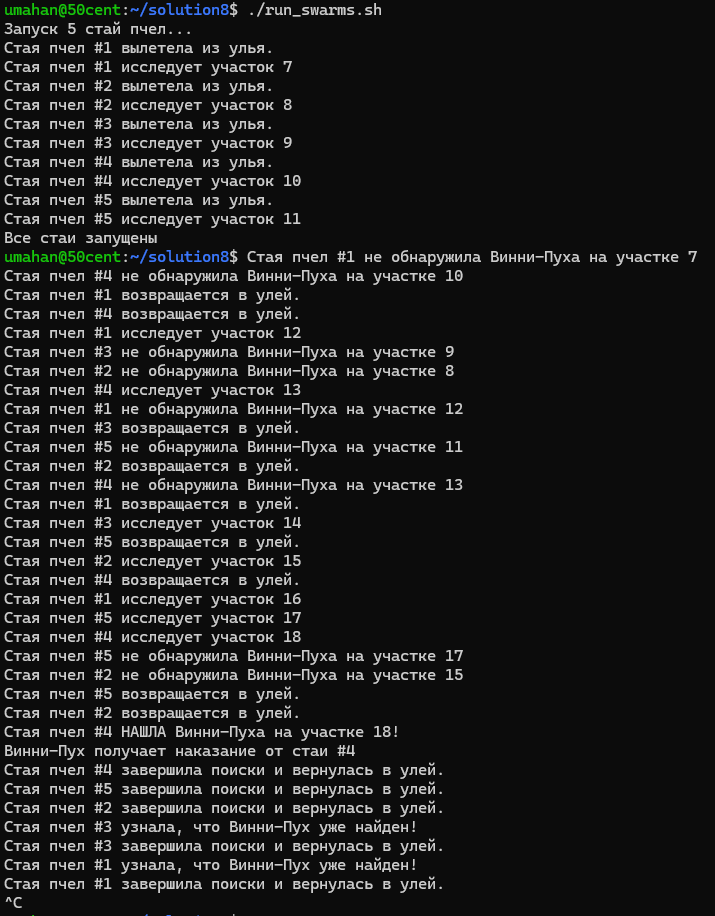 umahan@50cent:~/solution8$ ./run_swarms.sh
Запуск 5 стай пчел...
Стая пчел #1 вылетела из улья.
Стая пчел #1 исследует участок 7
Стая пчел #2 вылетела из улья.
Стая пчел #2 исследует участок 8
Стая пчел #3 вылетела из улья.
Стая пчел #3 исследует участок 9
Стая пчел #4 вылетела из улья.
Стая пчел #4 исследует участок 10
Стая пчел #5 вылетела из улья.
Стая пчел #5 исследует участок 11
Все стаи запущены
umahan@50cent:~/solution8$ Стая пчел #1 не обнаружила Винни-Пуха на участке 7
Стая пчел #4 не обнаружила Винни-Пуха на участке 10
Стая пчел #1 возвращается в улей.
Стая пчел #4 возвращается в улей.
Стая пчел #1 исследует участок 12
Стая пчел #3 не обнаружила Винни-Пуха на участке 9
Стая пчел #2 не обнаружила Винни-Пуха на участке 8
Стая пчел #4 исследует участок 13
Стая пчел #1 не обнаружила Винни-Пуха на участке 12
Стая пчел #3 возвращается в улей.
Стая пчел #5 не обнаружила Винни-Пуха на участке 11
Стая пчел #2 возвращается в улей.
Стая пчел #4 не обнаружила Винни-Пуха на участке 13
Стая пчел #1 возвращается в улей.
Стая пчел #3 исследует участок 14
Стая пчел #5 возвращается в улей.
Стая пчел #2 исследует участок 15
Стая пчел #4 возвращается в улей.
Стая пчел #1 исследует участок 16
Стая пчел #5 исследует участок 17
Стая пчел #4 исследует участок 18
Стая пчел #5 не обнаружила Винни-Пуха на участке 17
Стая пчел #2 не обнаружила Винни-Пуха на участке 15
Стая пчел #5 возвращается в улей.
Стая пчел #2 возвращается в улей.
Стая пчел #4 НАШЛА Винни-Пуха на участке 18!
Винни-Пух получает наказание от стаи #4
Стая пчел #4 завершила поиски и вернулась в улей.
Стая пчел #5 завершила поиски и вернулась в улей.
Стая пчел #2 завершила поиски и вернулась в улей.
Стая пчел #3 узнала, что Винни-Пух уже найден!
Стая пчел #3 завершила поиски и вернулась в улей.
Стая пчел #1 узнала, что Винни-Пух уже найден!
Стая пчел #1 завершила поиски и вернулась в улей.
^C